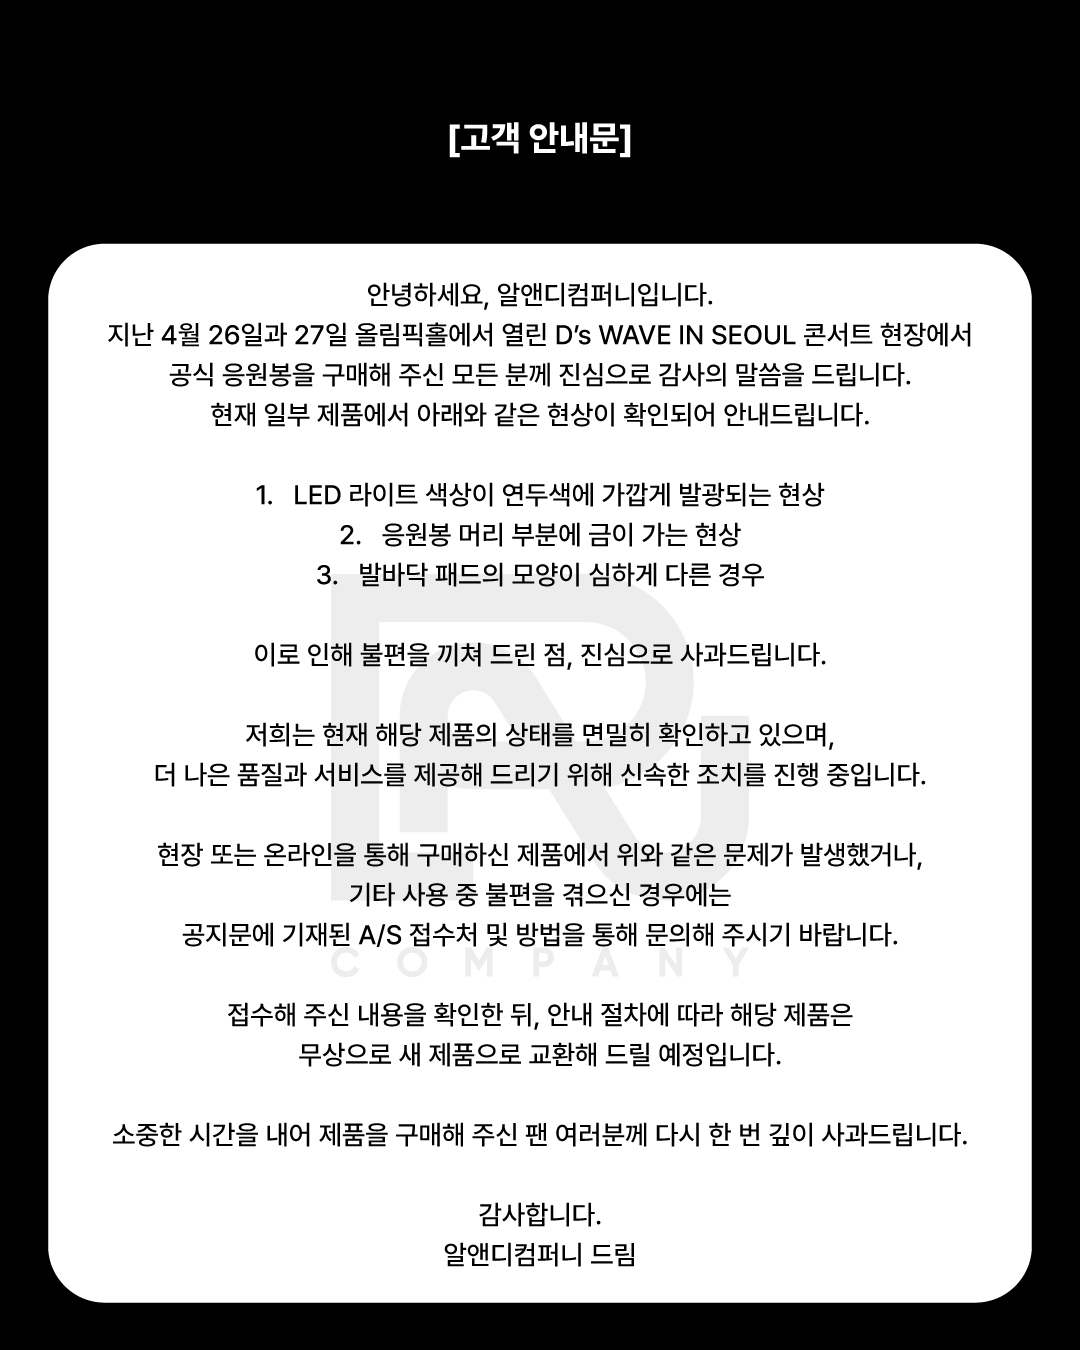 [고객 안내문]
안녕하세요, 알앤디컴퍼니입니다.
지난 4월 26일과 27일 올림픽홀에서 열린 D's WAVE IN SEOUL 콘서트 현장에서
공식 응원봉을 구매해 주신 모든 분께 진심으로 감사의 말씀을 드립니다.
현재 일부 제품에서 아래와 같은 현상이 확인되어 안내드립니다.
1. LED 라이트 색상이 연두색에 가깝게 발광되는 현상
2. 응원봉 머리 부분에 금이 가는 현상
3. 발바닥 패드의 모양이 심하게 다른 경우
이로 인해 불편을 끼쳐 드린 점, 진심으로 사과드립니다.
저희는 현재 해당 제품의 상태를 면밀히 확인하고 있으며,
더 나은 품질과 서비스를 제공해 드리기 위해 신속한 조치를 진행 중입니다.
현장 또는 온라인을 통해 구매하신 제품에서 위와 같은 문제가 발생했거나,
기타 사용 중 불편을 겪으신 경우에는
공지문에 기재된 A/S 접수처 및 방법을 통해 문의해 주시기 바랍니다.
COMPANY
접수해 주신 내용을 확인한 뒤, 안내 절차에 따라 해당 제품은
무상으로 새 제품으로 교환해 드릴 예정입니다.
소중한 시간을 내어 제품을 구매해 주신 팬 여러분께 다시 한 번 깊이 사과드립니다.
감사합니다.
알앤디컴퍼니 드림